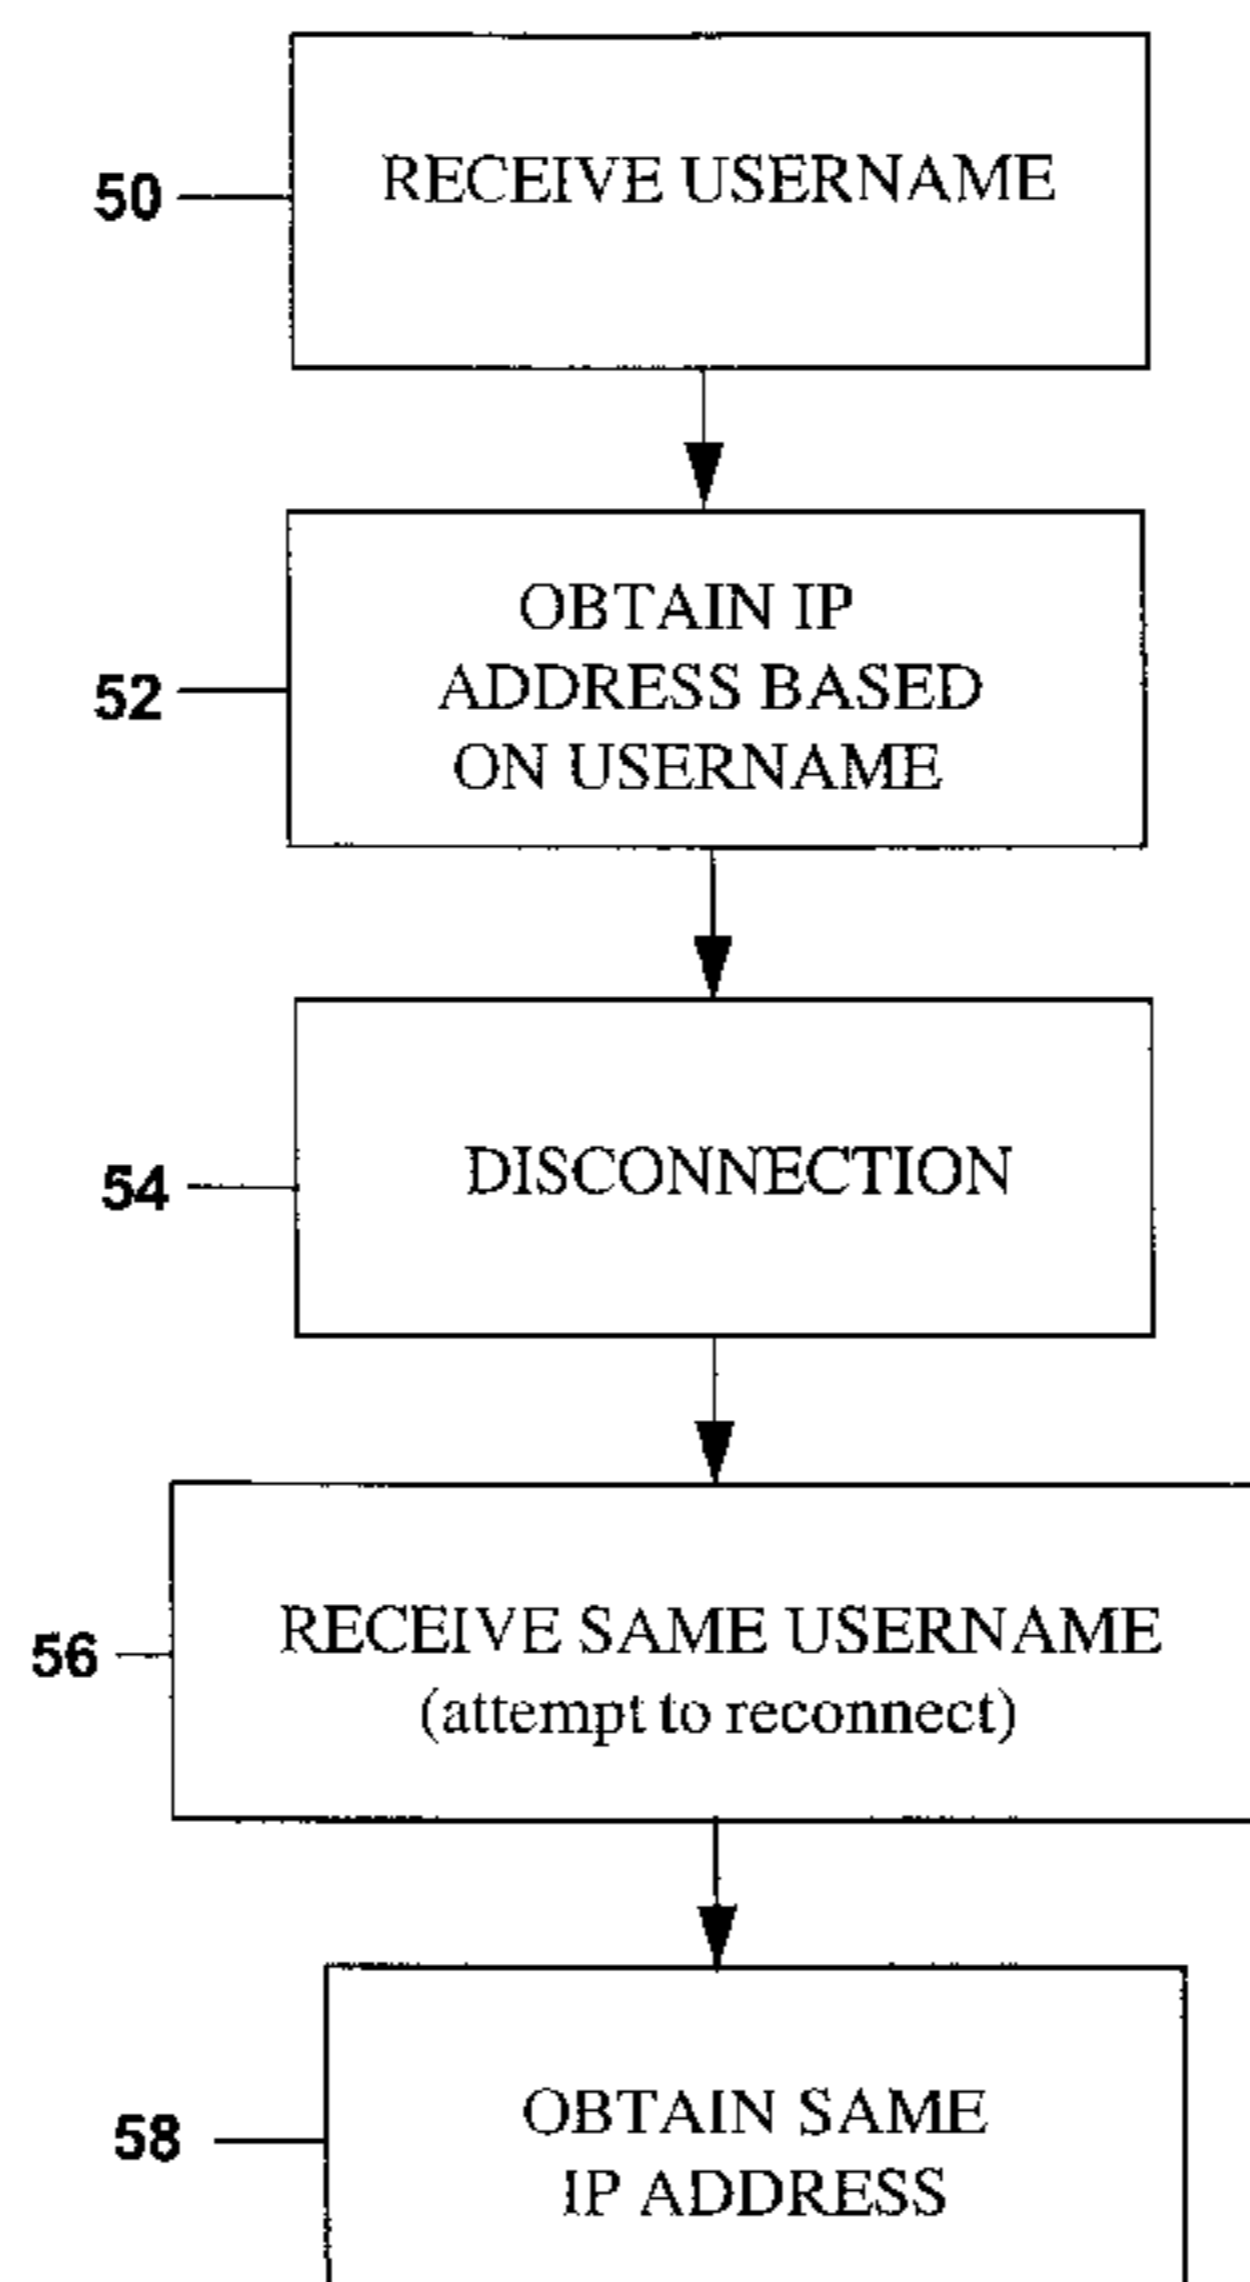 50
RECEIVE USERNAME
52
OBTAIN IP
ADDRESS BASED
ON USERNAME
54
DISCONNECTION
56
RECEIVE SAME USERNAME
(attempt to reconnect)
58
OBTAIN SAME
IP ADDRESS